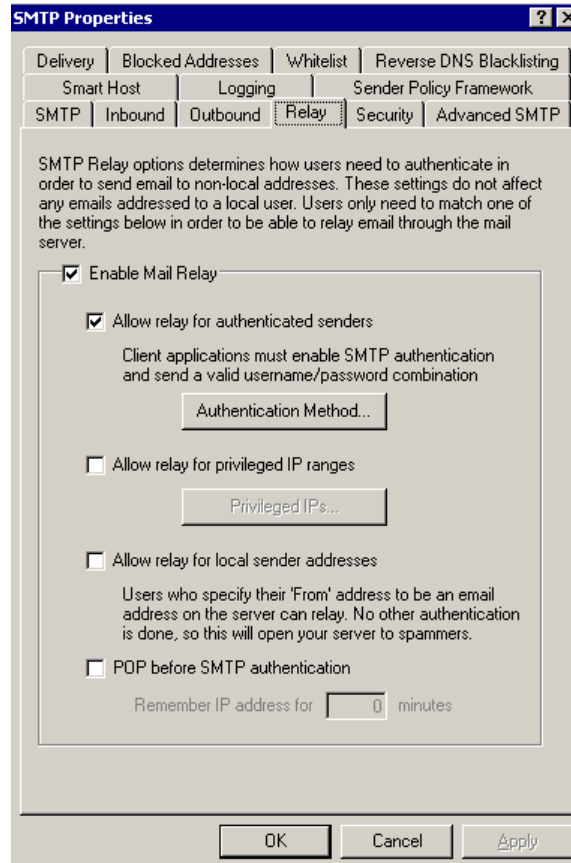 SMTP Properties
Delivery
Blocked Addresses
Whitelist
Reverse DNS Blacklisting
Smart Host
Logging
Sender Policy Framework
SMTP
Inbound
Outbound
Relay
Security
Advanced SMTP
SMTP Relay options determines how users need to authenticate in
order to send email to non-local addresses. These settings do not affect
any emails addressed to a local user. Users only need to match one of
the settings below in order to be able to relay email through the mail
server.
Enable Mail Relay
Allow relay for authenticated senders
Client applications must enable SMTP authentication
and send a valid username/password combination
Authentication Method...
Allow relay for privileged IP ranges
Privileged IPs...
Allow relay for local sender addresses
Users who specify their 'From' address to be an email
address on the server can relay. No other authentication
is done, so this will open your server to spammers.
POP before SMTP authentication
Remember IP address for 0 minutes
OK
Cancel
Apply